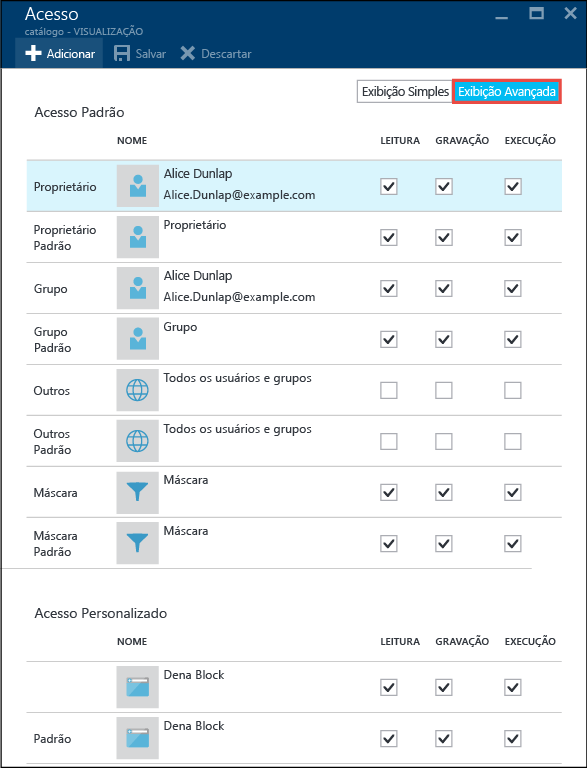 Acesso
catálogo - VISUALIZAÇÃO
Adicionar Salvar Descartar
Exibição Simples Exibição Avançada
Acesso Padrão
NOME LEITURA GRAVAÇÃO EXECUÇÃO
Proprietário Alice Dunlap
Alice.Dunlap@example.com
Proprietário
Padrão Proprietário
Grupo Alice Dunlap
Alice.Dunlap@example.com
Grupo
Padrão Grupo
Outros Todos os usuários e grupos
Outros
Padrão Todos os usuários e grupos
Máscara Máscara
Máscara
Padrão Máscara
Acesso Personalizado
NOME LEITURA GRAVAÇÃO EXECUÇÃO
Dena Block
Padrão Dena Block